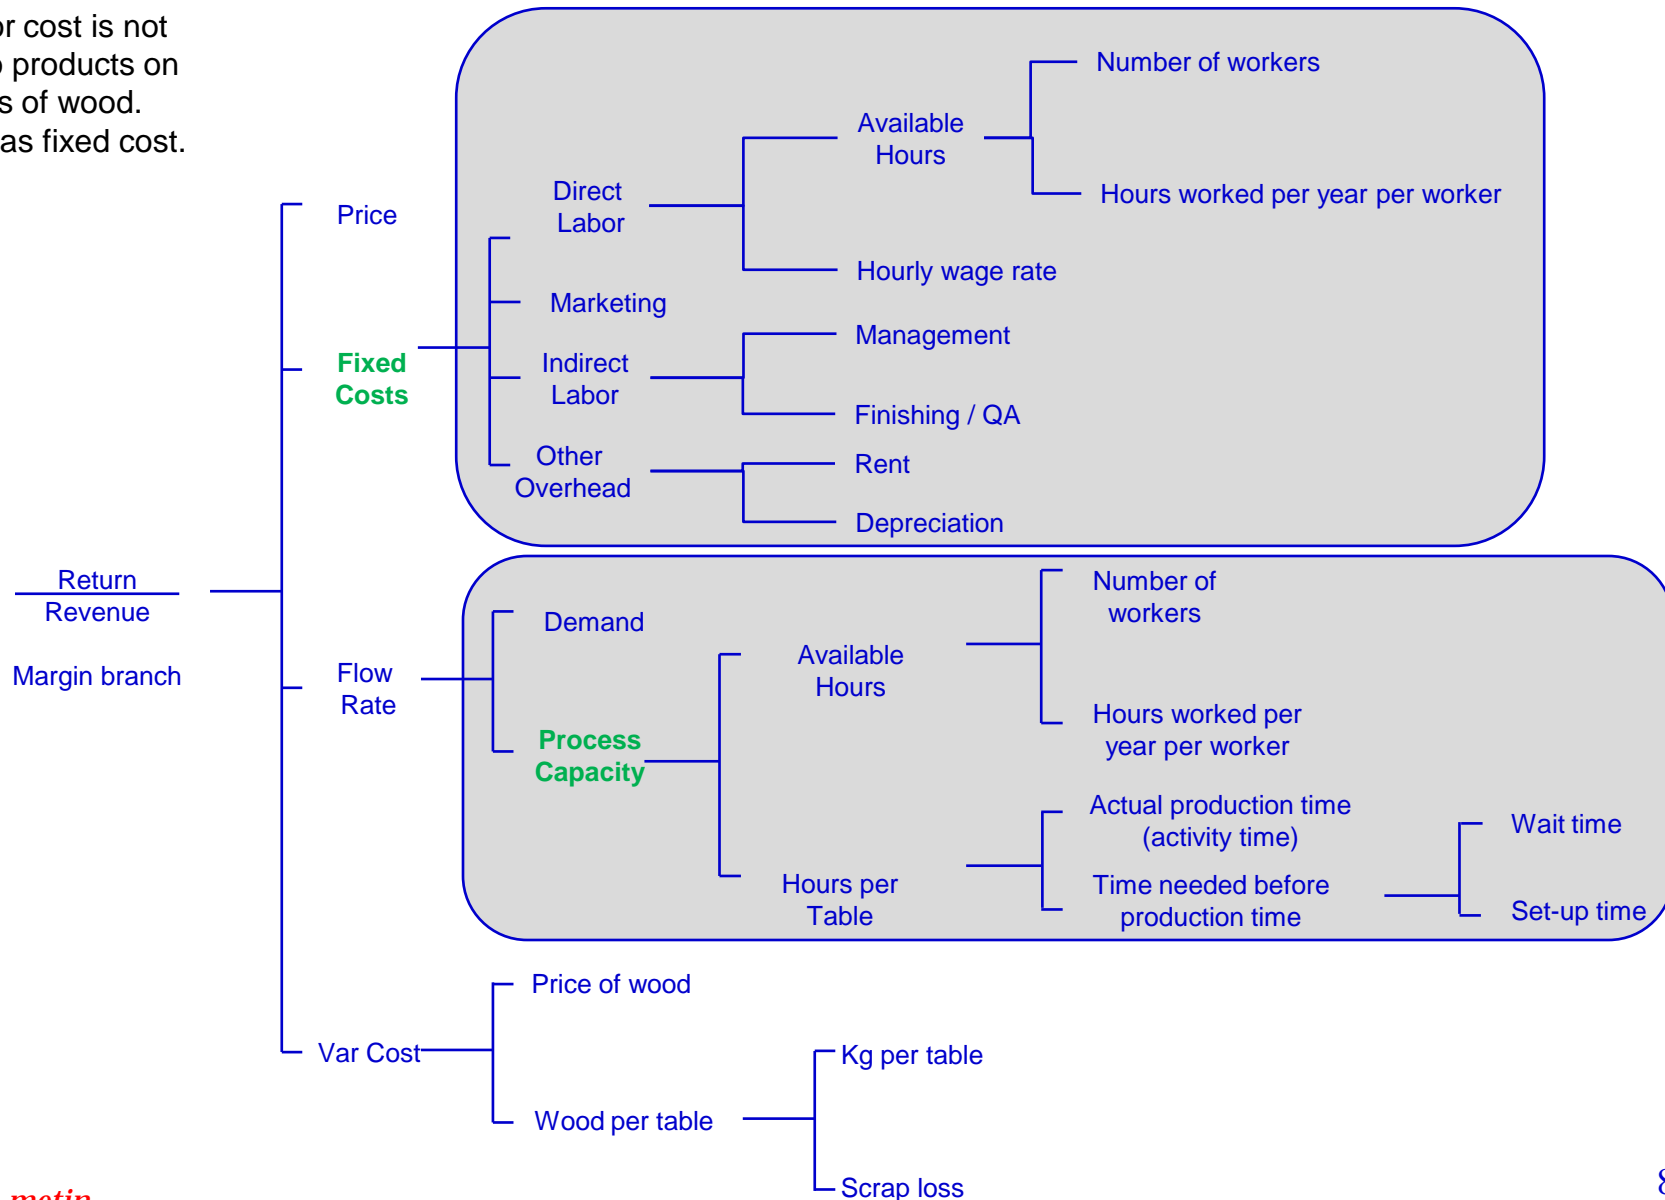 cost is not
products on
of wood.
as fixed cost.
Number of workers
Available
Hours
Hours worked per year per worker
Direct
Labor
Price
Hourly wage rate
Marketing
Management
Fixed
Costs
Indirect
Labor
Finishing / QA
Other
Overhead
Rent
Depreciation
Return
Revenue
Margin branch
Number of
workers
Demand
Available
Hours
Flow
Rate
Hours worked per
year per worker
Process
Capacity
Actual production time
(activity time)
Wait time
Hours per
Table
Time needed before
production time
Set-up time
Price of wood
Var Cost
Kg per table
Wood per table
Scrap loss
metin